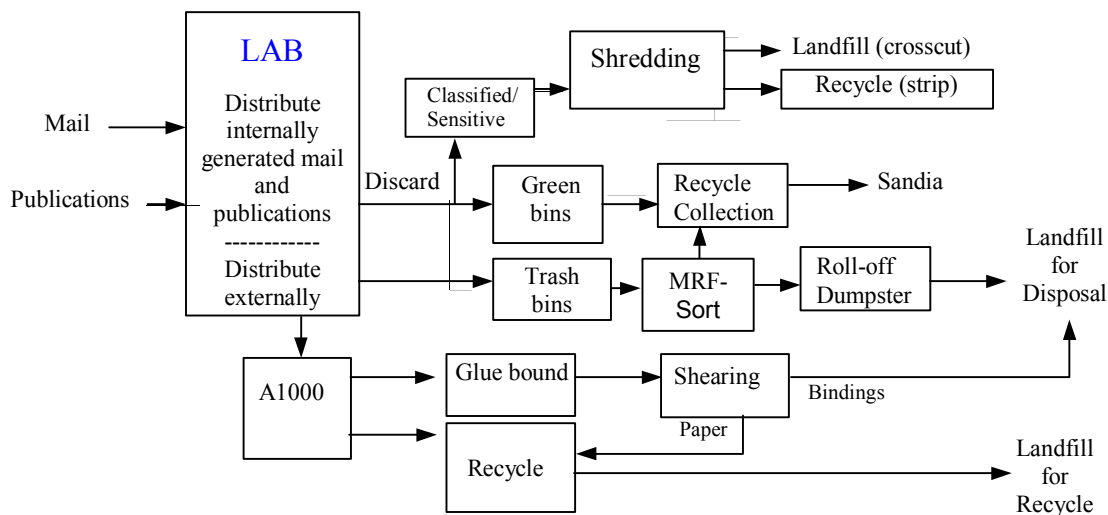 LAB
Distribute
internally
generated mail
and
publications
------------
Distribute
externally
Mail
Publications
Discard
Classified/
Sensitive
Shredding
Landfill (crosscut)
Recycle (strip)
Green
bins
Recycle
Collection
Sandia
Trash
bins
MRF-
Sort
Roll-off
Dumpster
Landfill
for
Disposal
A1000
Glue bound
Shearing
Bindings
Paper
Recycle
Landfill
for
Recycle